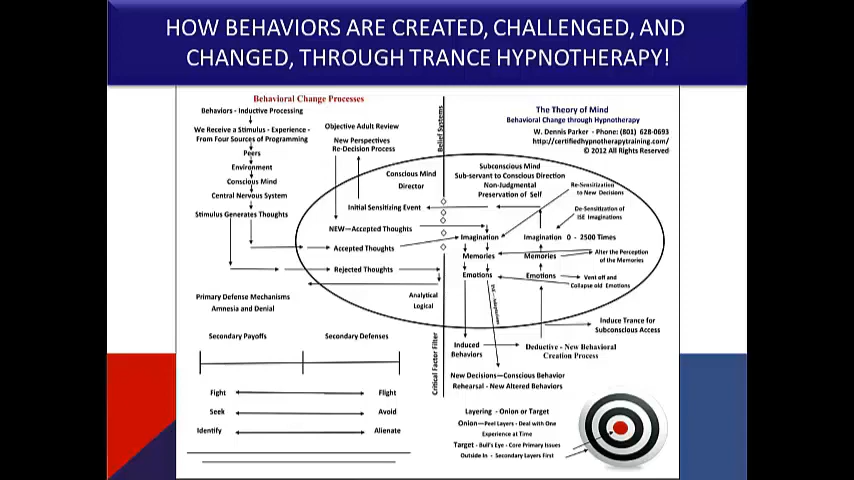 HOW BEHAVIORS ARE CREATED, CHALLENGED, AND
CHANGED, THROUGH TRANCE HYPNOTHERAPY!
Behavioral Change Processes
Behaviors - Inductive Processing
We Receive a Stimulus - Experience -
From Four Sources of Programming
Peers
Environment
Conscious Mind
Central Nervous System
Stimulus Generates Thoughts
Objective Adult Review
New Perspectives
Re-Decision Process
Belief Systems
The Theory of Mind
Behavioral Change through Hypnotherapy
W. Dennis Parker - Phone: (801) 628-0693
http://certifiedhypnotherapytraining.com/
© 2012 All Rights Reserved
Conscious Mind
Director
Subconscious Mind
Sub-servant to Conscious Direction
Non-Judgmental
Preservation of Self
Re-Sensitization
to New Decisions
Initial Sensitizing Event
De-Sensitization of
ISE Imaginations
NEW—Accepted Thoughts
Imagination
Imagination 0 - 2500 Times
Accepted Thoughts
Memories
Memories
Alter the Perception
of the Memories
Rejected Thoughts
Emotions
Emotions
Vent off and
Collapse old Emotions
Analytical
Logical
Primary Defense Mechanisms
Amnesia and Denial
Induce Trance for
Subconscious Access
Secondary Payoffs
Secondary Defenses
Critical Factor Filter
Induced
Behaviors
Deductive - New Behavioral
Creation Process
New Decisions—Conscious Behavior
Rehearsal - New Altered Behaviors
Fight
Flight
Seek
Avoid
Identify
Alienate
Layering - Onion or Target
Onion—Peel Layers - Deal with One
Experience at Time
Target - Bull's Eye - Core Primary Issues
Outside In - Secondary Layers First